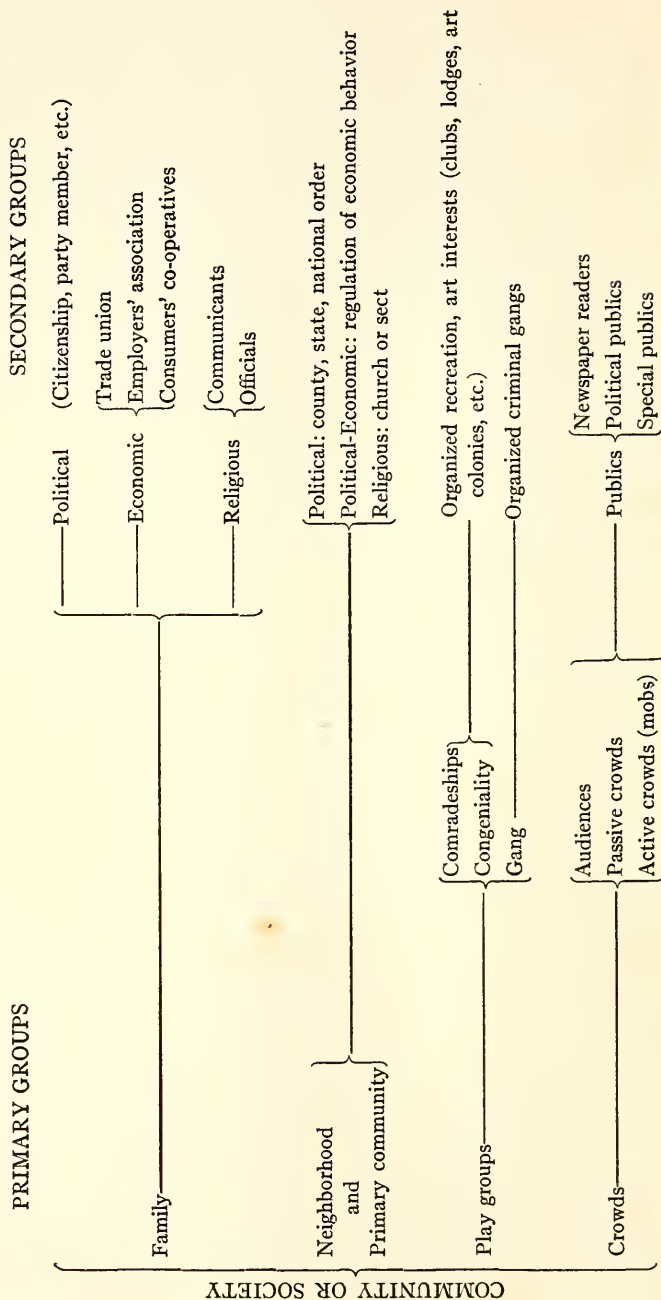 PRIMARY GROUPS
SECONDARY GROUPS
COMMUNITY OR SOCIETY
Family
Political
(Citizenship, party member, etc.)
Economic
Trade union
Employers' association
Consumers' co-operatives
Religious
Communicants
Officials
Neighborhood
and
Primary community
Political: county, state, national order
Political-Economic: regulation of economic behavior
Religious: church or sect
Play groups
Comradeships
Congeniality
Organized recreation, art interests (clubs, lodges, art
colonies, etc.)
Gang
Organized criminal gangs
Crowds
Audiences
Passive crowds
Active crowds (mobs)
Publics
Newspaper readers
Political publics
Special publics